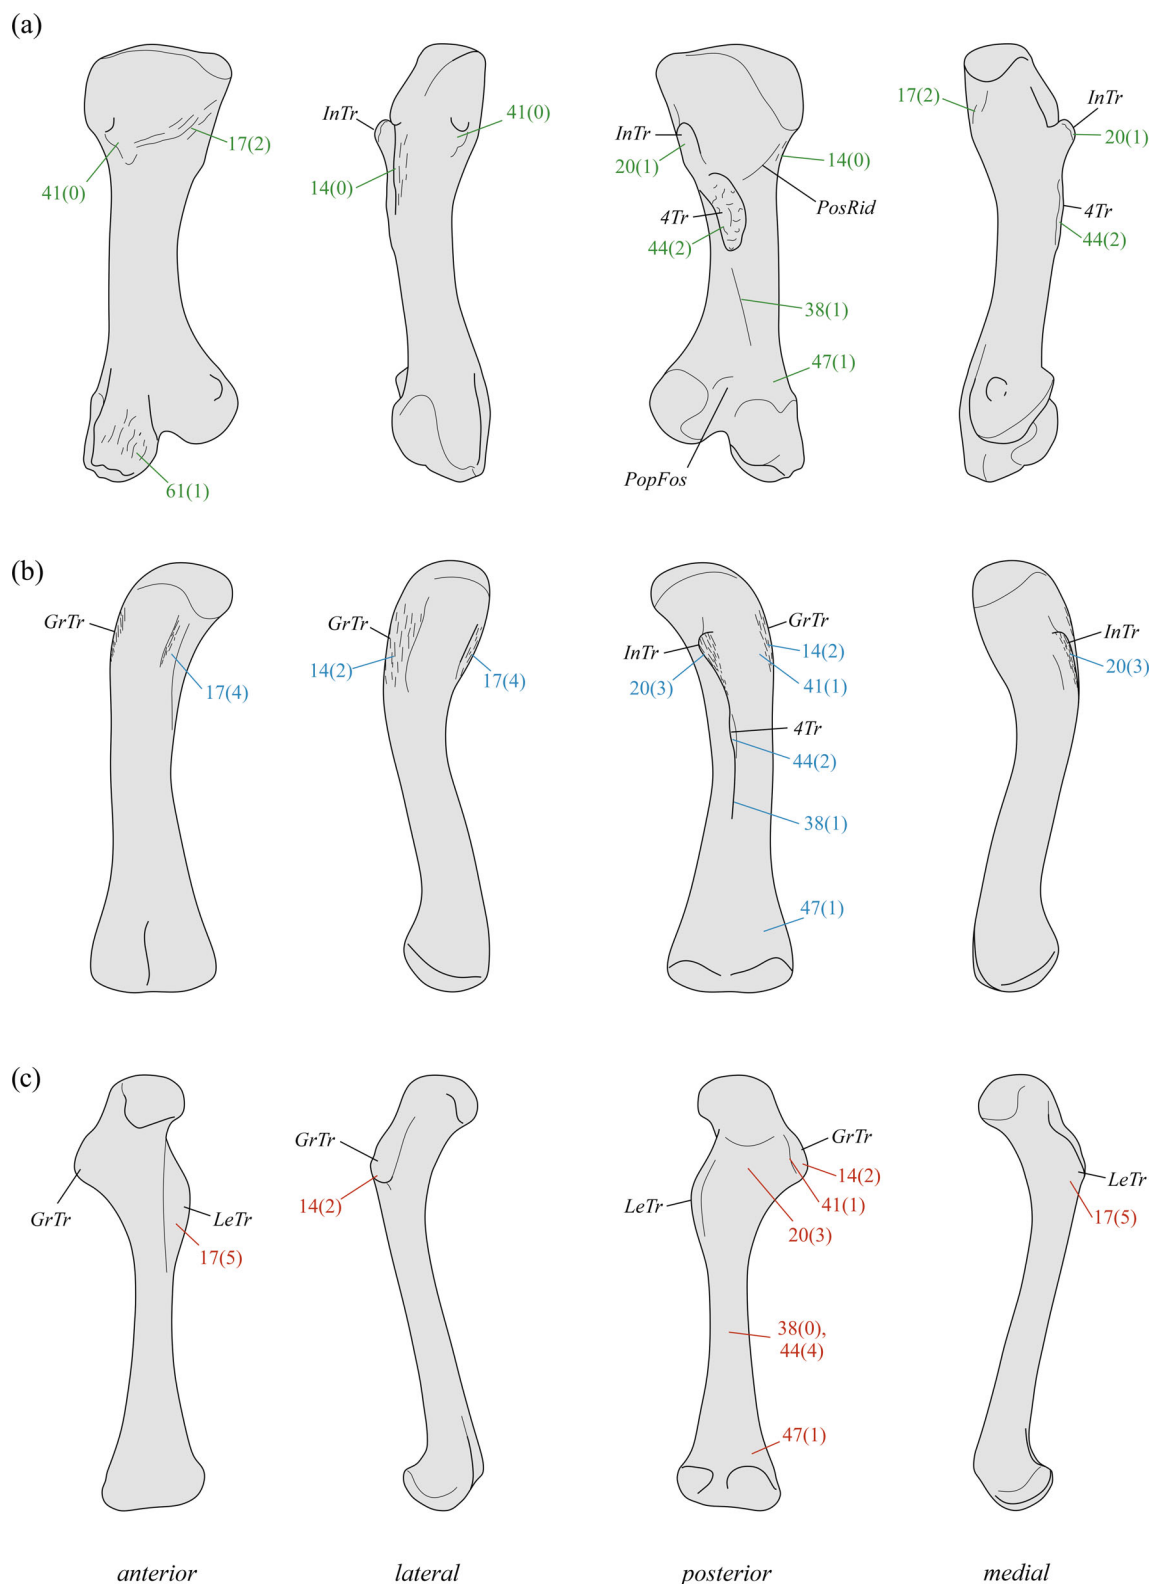 (a)
InTr
41(0)
17(2)
InTr
17(2)
InTr
20(1)
20(1)
14(0)
41(0)
14(0)
PosRid
4Tr
44(2)
4Tr
44(2)
38(1)
47(1)
PopFos
61(1)
(b)
GrTr
GrTr
GrTr
InTr
14(2)
InTr
20(3)
14(2)
17(4)
17(4)
20(3)
41(1)
4Tr
44(2)
38(1)
47(1)
(c)
GrTr
GrTr
14(2)
LeTr
14(2)
LeTr
41(1)
LeTr
GrTr
17(5)
20(3)
17(5)
38(0),
44(4)
47(1)
anterior
lateral
posterior
medial